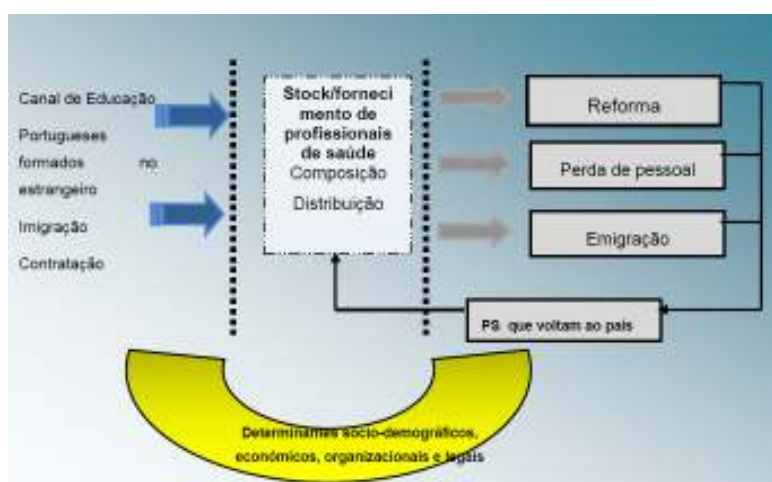 Canal de Educação
Portugueses
formados no
estrangeiro
Imigração
Contratação
Stock/forneci
mento de
profissionais
de saúde
Composição
Distribuição
Reforma
Perda de pessoal
Emigração
PS que voltam ao país
Determinantes socio-demográficos,
económicos, organizacionais e legais